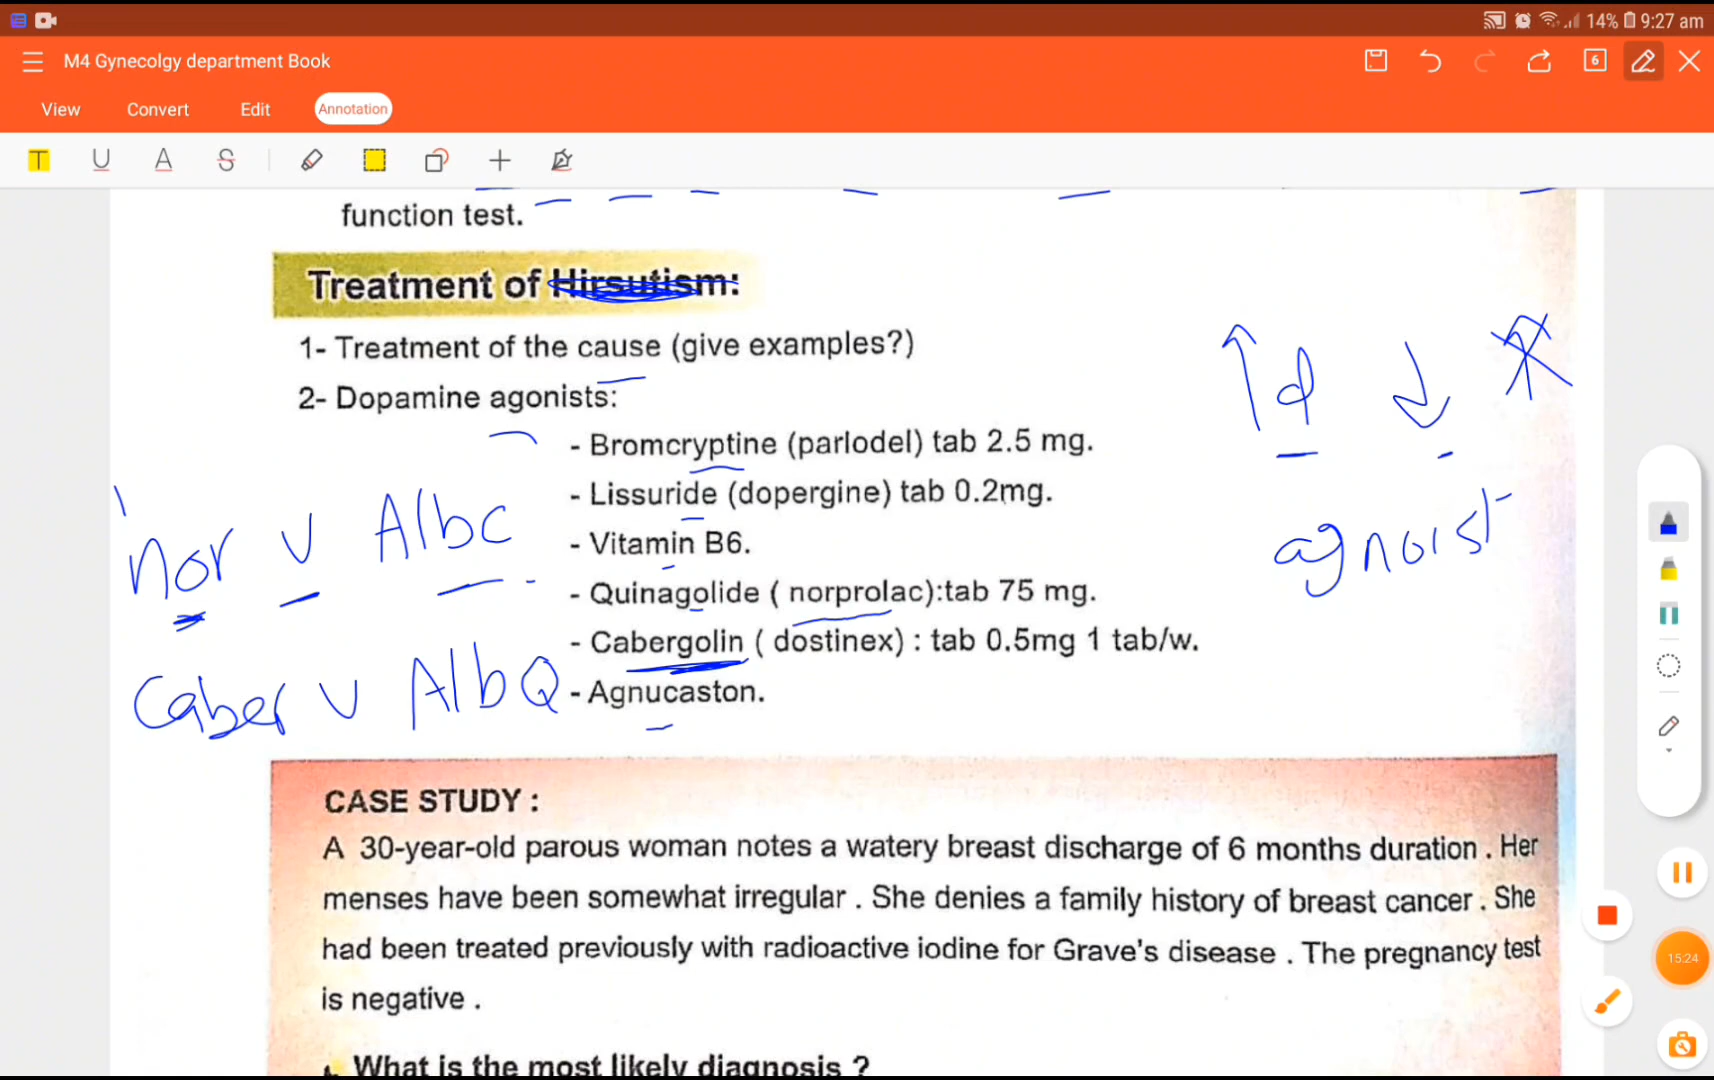 14% 9:27 am
M4 Gynecolgy department Book
6
View Convert Edit Annotation
T U A S
function test.
Treatment of Hirsutism:
1- Treatment of the cause (give examples?)
2- Dopamine agonists:
- Bromcryptine (parlodel) tab 2.5 mg.
- Lissuride (dopergine) tab 0.2mg.
- Vitamin B6.
- Quinagolide ( norprolac):tab 75 mg.
- Cabergolin ( dostinex) : tab 0.5mg 1 tab/w.
- Agnucaston.
nor v Albc
Caber v AlbQ
↑ d ↓
agnoist
CASE STUDY :
A 30-year-old parous woman notes a watery breast discharge of 6 months duration . Her
menses have been somewhat irregular . She denies a family history of breast cancer . She
had been treated previously with radioactive iodine for Grave's disease . The pregnancy test
is negative .
What is the most likely diagnosis ?
15:24